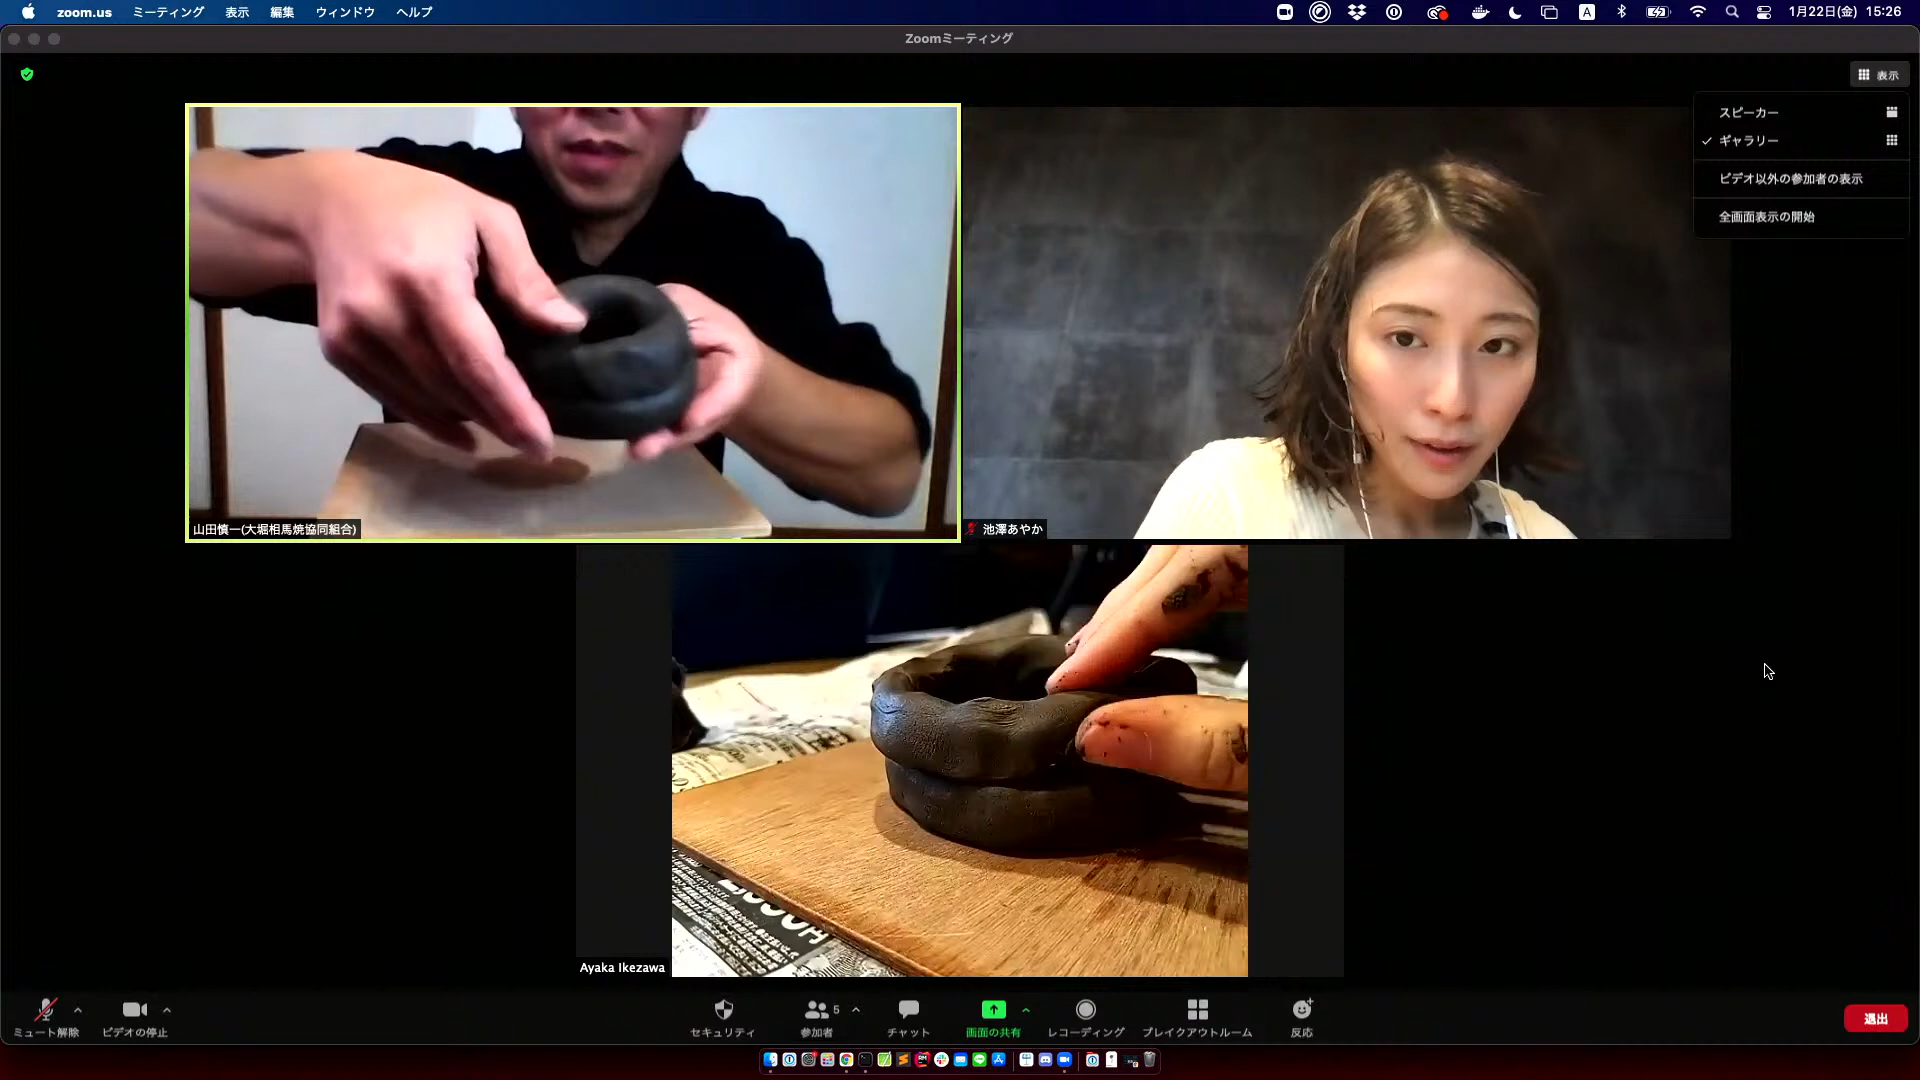 zoom.us ミーティング 表示 編集 ウィンドウ ヘルプ
A
1月22日(金) 15:26
Zoomミーティング
表示
スピーカー
ギャラリー
ビデオ以外の参加者の表示
全画面表示の開始
山田慎一(大堀相馬焼協同組合)
池澤あやか
Ayaka Ikezawa
ミュート解除
ビデオの停止
セキュリティ
参加者 5
チャット
画面の共有
レコーディング
ブレイクアウトルーム
反応
退出